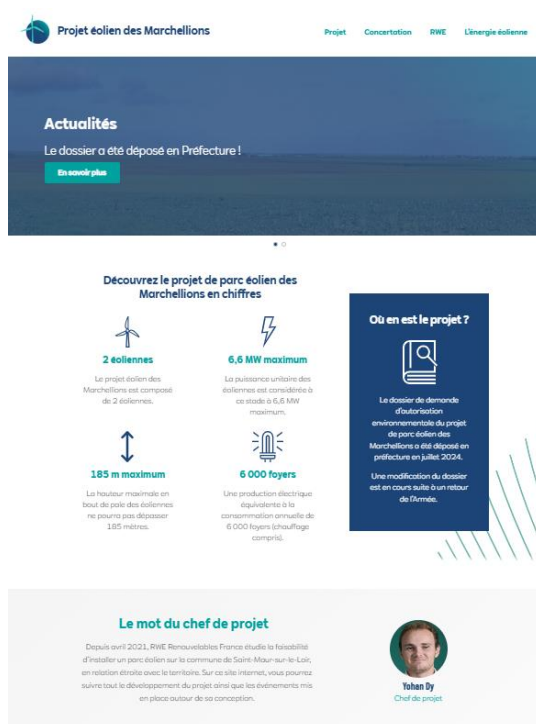 Projet éolien des Marchellions
Projet
Concertation
RWE
L'énergie éolienne
Actualités
Le dossier a été déposé en Préfecture !
En savoir plus
Découvrez le projet de parc éolien des
Marchellions en chiffres
2 éoliennes
Le projet éolien des
Marchellions est composé
de 2 éoliennes.
6,6 MW maximum
La puissance unitaire des
éoliennes est considérée à
ce stade à 6,6 MW
maximum.
185 m maximum
La hauteur maximale en
bout de pale des éoliennes
ne pourra pas dépasser
185 mètres.
6 000 foyers
Une production électrique
équivalente à la
consommation annuelle de
6 000 foyers (chauffage
compris).
Où en est le projet ?
Le dossier de demande
d'autorisation
environnementale du projet
de parc éolien des
Marchellions a été déposé en
préfecture en juillet 2024.
Une modification du dossier
est en cours suite à un retour
de l'Armée.
Le mot du chef de projet
Depuis avril 2021, RWE Renouvelables France étudie la faisabilité
d'installer un parc éolien sur la commune de Saint-Maur-sur-le-Loir,
en relation étroite avec le territoire. Sur ce site internet, vous pourrez
suivre tout le développement du projet ainsi que les événements mis
en place autour de sa conception.
Yohan Dy
Chef de projet